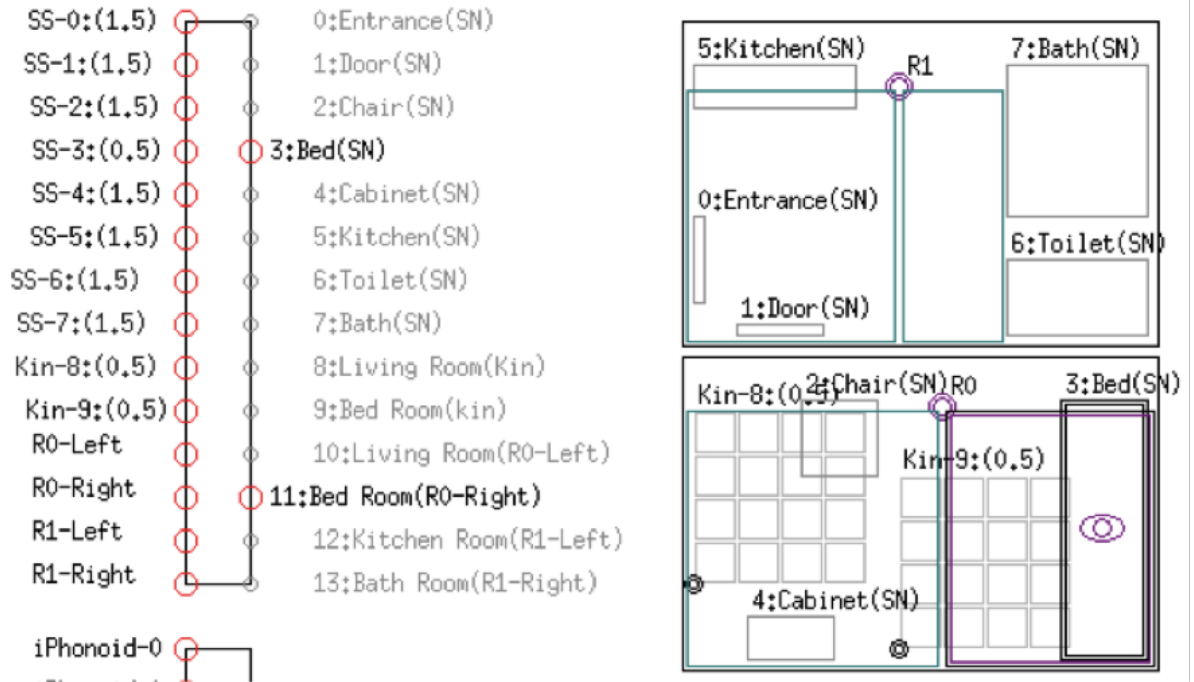 SS-0:(1.5)
0:Entrance(SN)
SS-1:(1.5)
1:Door(SN)
SS-2:(1.5)
2:Chair(SN)
SS-3:(0.5)
3:Bed(SN)
SS-4:(1.5)
4:Cabinet(SN)
SS-5:(1.5)
5:Kitchen(SN)
SS-6:(1.5)
6:Toilet(SN)
SS-7:(1.5)
7:Bath(SN)
Kin-8:(0.5)
8:Living Room(Kin)
Kin-9:(0.5)
9:Bed Room(kin)
R0-Left
10:Living Room(R0-Left)
R0-Right
11:Bed Room(R0-Right)
R1-Left
12:Kitchen Room(R1-Left)
R1-Right
13:Bath Room(R1-Right)
iPhonoid-0
5:Kitchen(SN)
R1
7:Bath(SN)
0:Entrance(SN)
6:Toilet(SN)
1:Door(SN)
Kin-8:(0.5)
2:Chair(SN)
R0
3:Bed(SN)
Kin-9:(0.5)
4:Cabinet(SN)